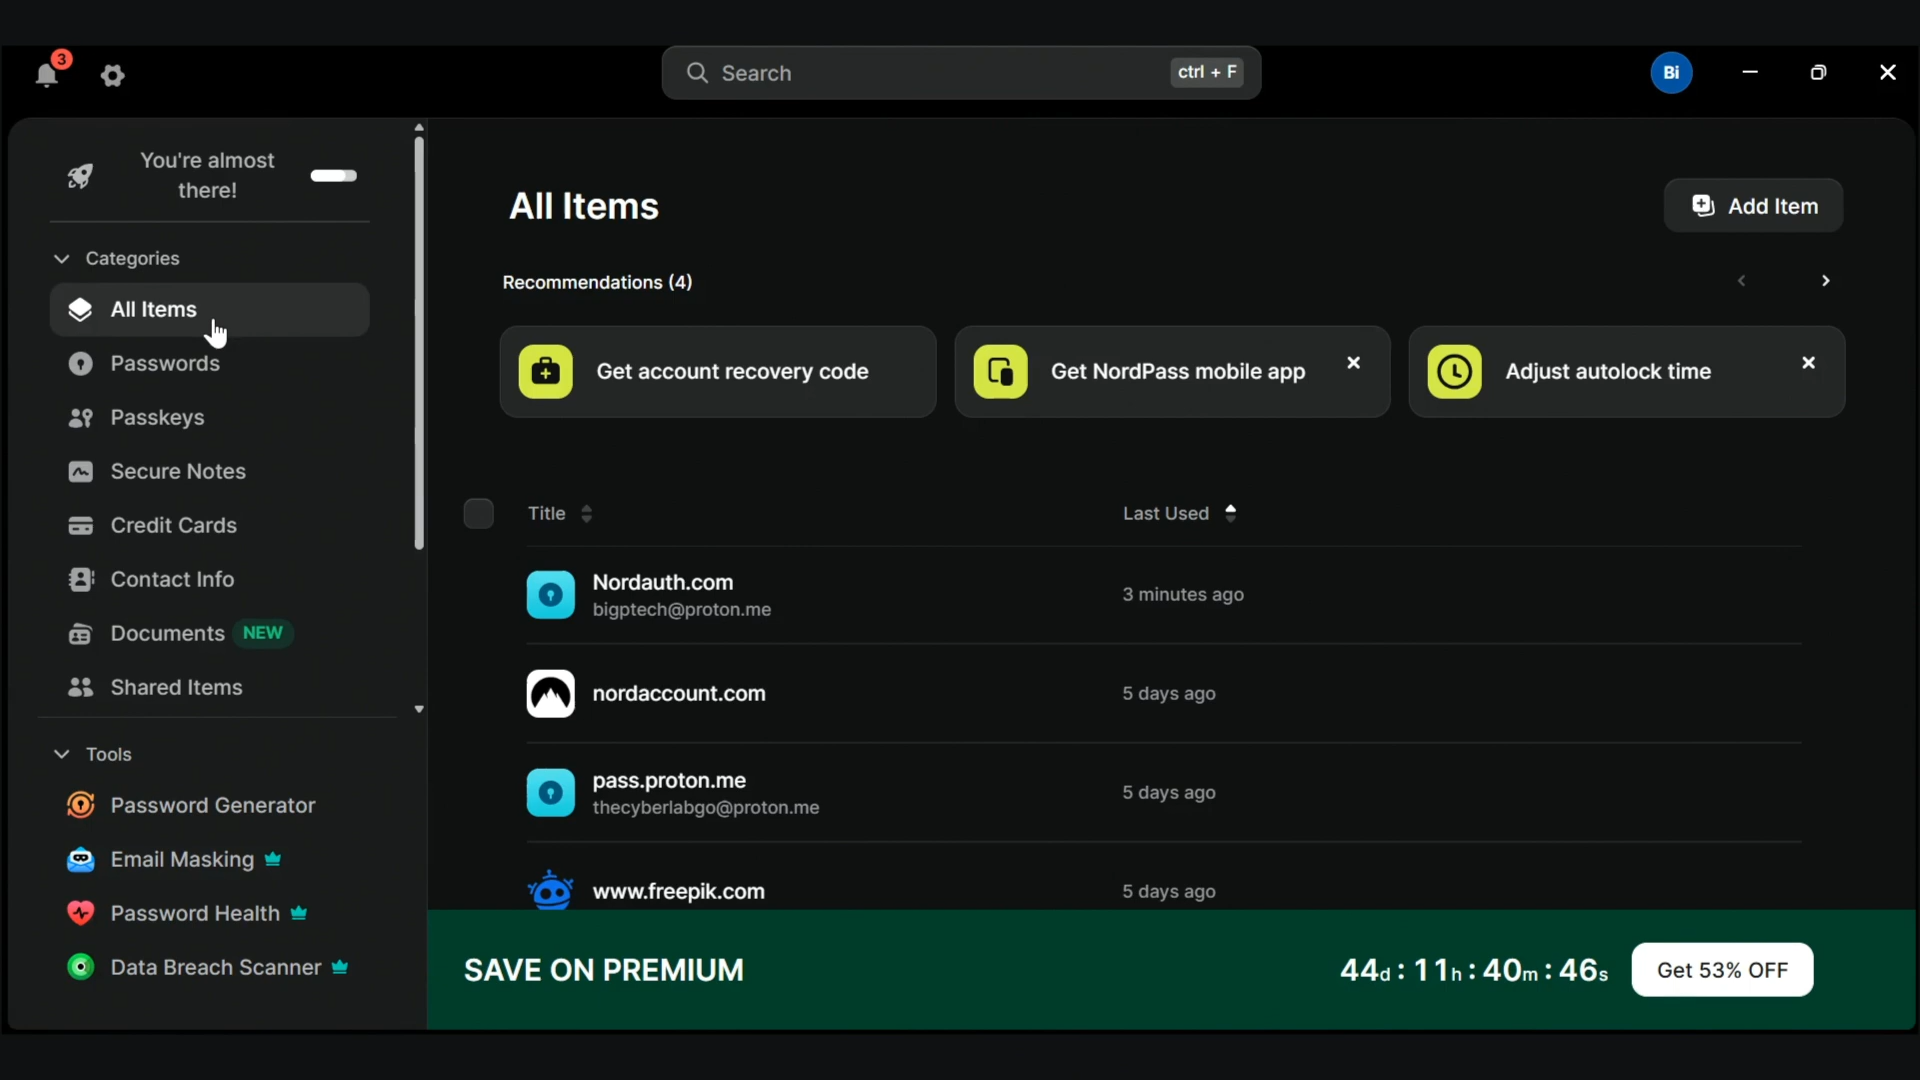 3
Search
ctrl + F
Bi
You're almost
there!
Categories
All Items
Passwords
Passkeys
Secure Notes
Credit Cards
Contact Info
Documents NEW
Shared Items
Tools
Password Generator
Email Masking
Password Health
Data Breach Scanner
All Items
Add Item
Recommendations (4)
Get account recovery code
Get NordPass mobile app
Adjust autolock time
Title
Last Used
Nordauth.com
bigptech@proton.me
3 minutes ago
nordaccount.com
5 days ago
pass.proton.me
thecyberlabgo@proton.me
5 days ago
www.freepik.com
5 days ago
SAVE ON PREMIUM
44d : 11h : 40m : 46s
Get 53% OFF